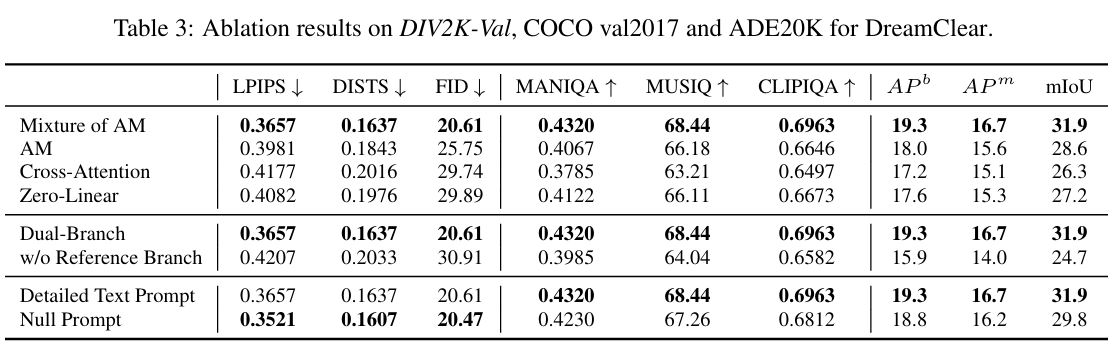 Table 3: Ablation results on DIV2K-Val, COCO val2017 and ADE20K for DreamClear.
LPIPS ↓ DISTS ↓ FID ↓ MANIQA ↑ MUSIQ ↑ CLIPIQA ↑ AP^b AP^m mIoU
Mixture of AM 0.3657 0.1637 20.61 0.4320 68.44 0.6963 19.3 16.7 31.9
AM 0.3981 0.1843 25.75 0.4067 66.18 0.6646 18.0 15.6 28.6
Cross-Attention 0.4177 0.2016 29.74 0.3785 63.21 0.6497 17.2 15.1 26.3
Zero-Linear 0.4082 0.1976 29.89 0.4122 66.11 0.6673 17.6 15.3 27.2
Dual-Branch 0.3657 0.1637 20.61 0.4320 68.44 0.6963 19.3 16.7 31.9
w/o Reference Branch 0.4207 0.2033 30.91 0.3985 64.04 0.6582 15.9 14.0 24.7
Detailed Text Prompt 0.3657 0.1637 20.61 0.4320 68.44 0.6963 19.3 16.7 31.9
Null Prompt 0.3521 0.1607 20.47 0.4230 67.26 0.6812 18.8 16.2 29.8